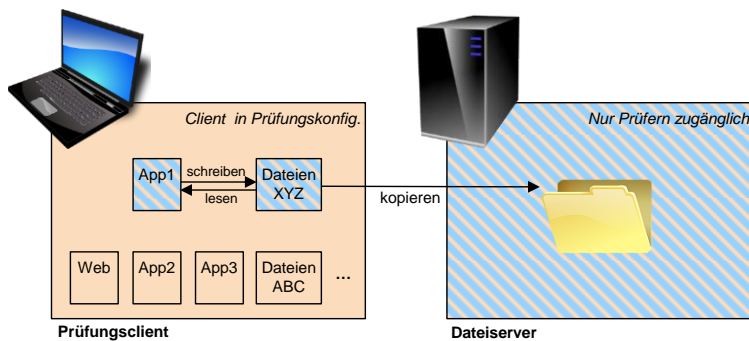 Client in Prüfungskonfig.
Nur Prüfern zugänglich
App1
schreiben
lesen
Dateien
XYZ
kopieren
Web
App2
App3
Dateien
ABC
...
Prüfungsclient
Dateiserver